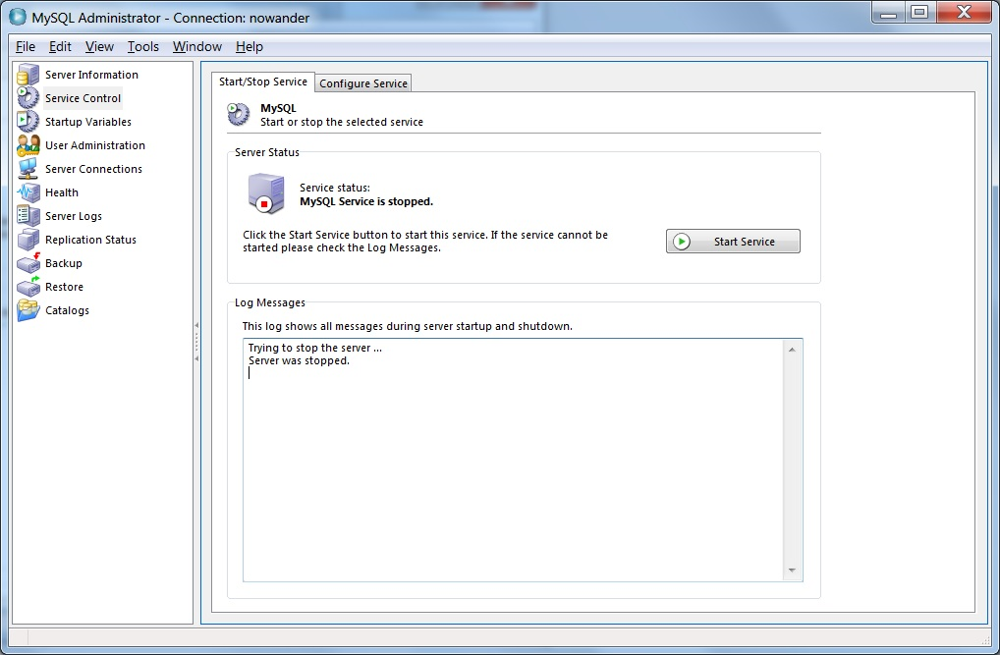 MySQL Administrator - Connection: nowander
File Edit View Tools Window Help
Server Information
Service Control
Startup Variables
User Administration
Server Connections
Health
Server Logs
Replication Status
Backup
Restore
Catalogs
Start/Stop Service
Configure Service
MySQL
Start or stop the selected service
Server Status
Service status:
MySQL Service is stopped.
Click the Start Service button to start this service. If the service cannot be
started please check the Log Messages.
Start Service
Log Messages
This log shows all messages during server startup and shutdown.
Trying to stop the server ...
Server was stopped.